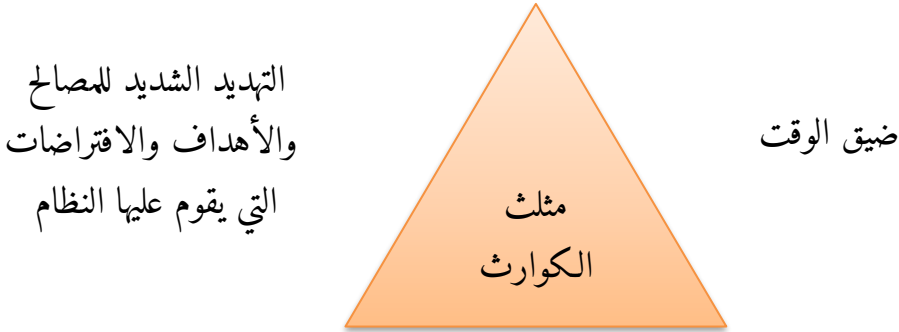 ضيق الوقت
التهديد الشديد للمصالح
والأهداف والافتراضات
التي يقوم عليها النظام
مثلث
الكوارث